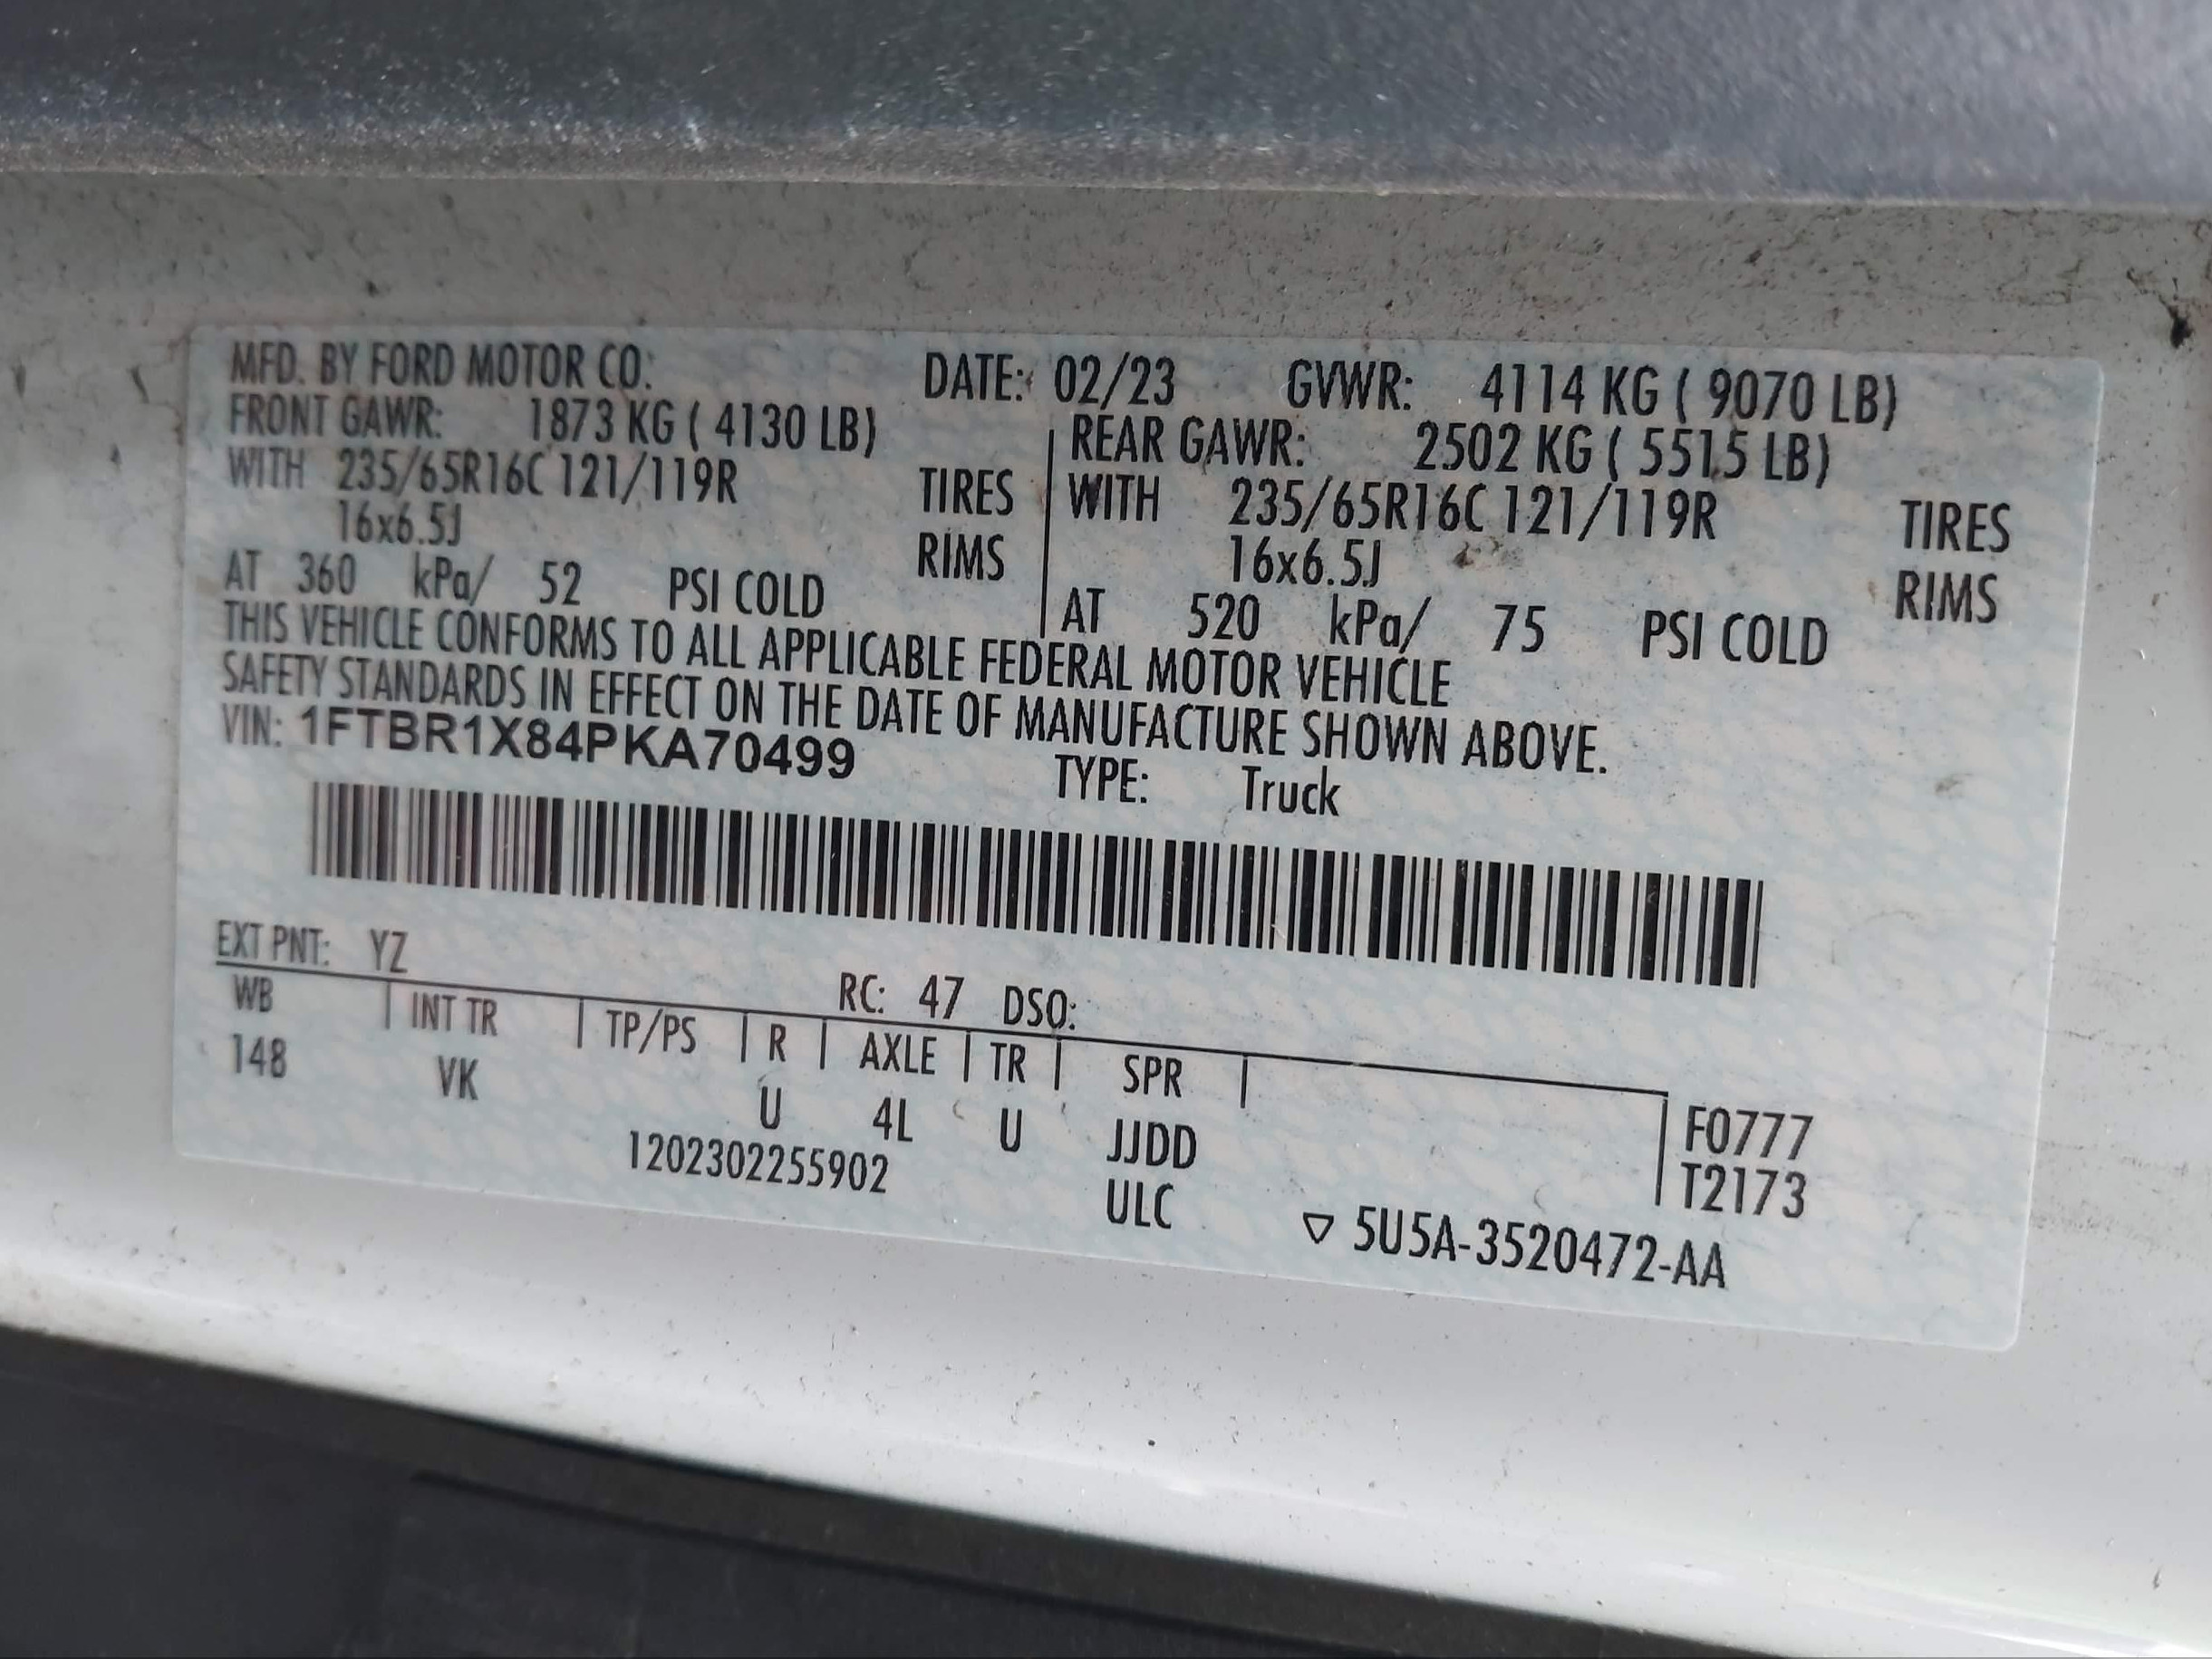 MFD. BY FORD MOTOR CO. DATE: 02/23 GVWR: 4114 KG ( 9070 LB)
FRONT GAWR: 1873 KG ( 4130 LB) REAR GAWR: 2502 KG ( 5515 LB)
WITH 235/65R16C 121/119R TIRES WITH 235/65R16C 121/119R TIRES
16x6.5J RIMS 16x6.5J RIMS
AT 360 kPa/ 52 PSI COLD AT 520 kPa/ 75 PSI COLD
THIS VEHICLE CONFORMS TO ALL APPLICABLE FEDERAL MOTOR VEHICLE
SAFETY STANDARDS IN EFFECT ON THE DATE OF MANUFACTURE SHOWN ABOVE.
VIN: 1FTBR1X84PKA70499 TYPE: Truck
EXT PNT: YZ RC: 47 DSO:
WB INT TR TP/PS R AXLE TR SPR
148 VK U 4L U JJDD F0777
1202302255902 ULC T2173
▽ 5U5A-3520472-AA